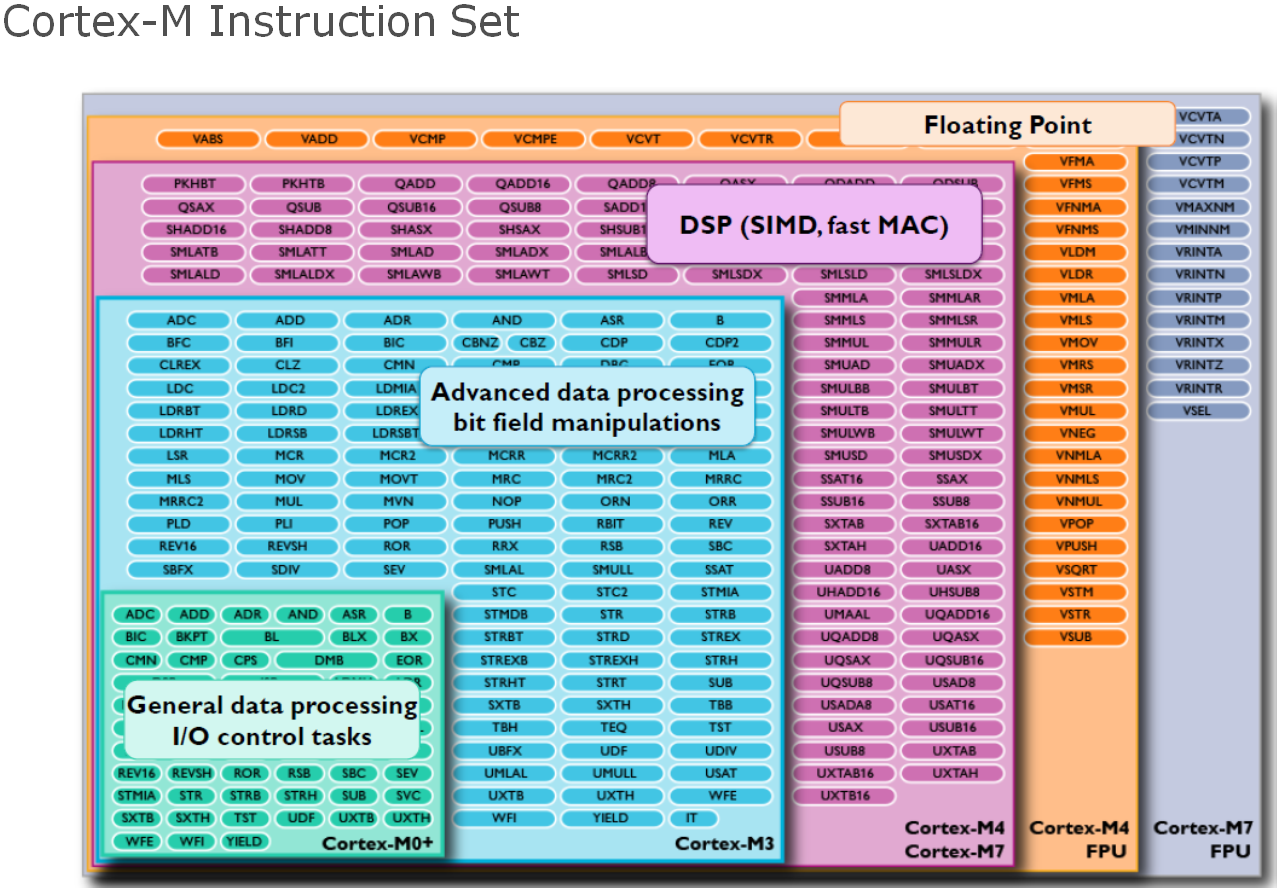 Cortex-M Instruction Set
Floating Point
VCVTA
VABS VADD VCMP VCMPE VCVT VCVTR VCVTN
VFMA VCVTP
PKHBT PKHTB QADD QADD16 QADD8 QASX QDADD QDSUB VFMS VCVTM
QSAX QSUB QSUB16 QSUB8 VFNMA VMAXNM
DSP (SIMD, fast MAC)
SHADD16 SHADD8 SHASX SHSAX VFNMS VMINNM
SMLATB SMLATT SMLAD SMLADX VLDM VRINTA
SMLALD SMLALDX SMLAWB SMLAWT SMLSD SMLSDX SMLSLD SMLSLDX VLDR VRINTN
SMMLA SMMLAR VMLA VRINTP
ADC ADD ADR AND ASR B SMMLS SMMLSR VMLS VRINTM
BFC BFI BIC CBNZ CBZ CDP CDP2 SMMUL SMMULR VMOV VRINTX
CLREX CLZ CMN CMP DBG EOR SMUAD SMUADX VMRS VRINTZ
LDC LDC2 LDMIA SMULBB SMULBT VMSR VRINTR
Advanced data processing
bit field manipulations
LDRBT LDRD LDREX SMULTB SMULTT VMUL VSEL
LDRHT LDRSB LDRSBT SMULWB SMULWT VNEG
LSR MCR MCR2 MCRR MCRR2 MLA SMUSD SMUSDX VNMLA
MLS MOV MOVT MRC MRC2 MRRC SSAT16 SSAX VNMLS
MRRC2 MUL MVN NOP ORN ORR SSUB16 SSUB8 VNMUL
PLD PLI POP PUSH RBIT REV SXTAB SXTAB16 VPOP
REV16 REVSH ROR RRX RSB SBC SXTAH UADD16 VPUSH
SBFX SDIV SEV SMLAL SMULL SSAT UADD8 UASX VSQRT
STC STC2 STMIA UHADD16 UHSUB8 VSTM
ADC ADD ADR AND ASR B STMDB STR STRB UMAAL UQADD16 VSTR
BIC BKPT BL BLX BX STRBT STRD STREX UQADD8 UQASX VSUB
CMN CMP CPS DMB EOR STREXB STREXH STRH UQSAX UQSUB16
STRHT STRT SUB UQSUB8 USAD8
General data processing
I/O control tasks
SXTB SXTH TBB USADA8 USAT16
TBH TEQ TST USAX USUB16
UBFX UDF UDIV USUB8 UXTAB
REV16 REVSH ROR RSB SBC SEV UMLAL UMULL USAT UXTAB16 UXTAH
STMIA STR STRB STRH SUB SVC UXTB UXTH WFE UXTB16
SXTB SXTH TST UDF UXTB UXTH WFI YIELD IT
WFE WFI YIELD
Cortex-M0+
Cortex-M3
Cortex-M4
Cortex-M7
Cortex-M4
FPU
Cortex-M7
FPU